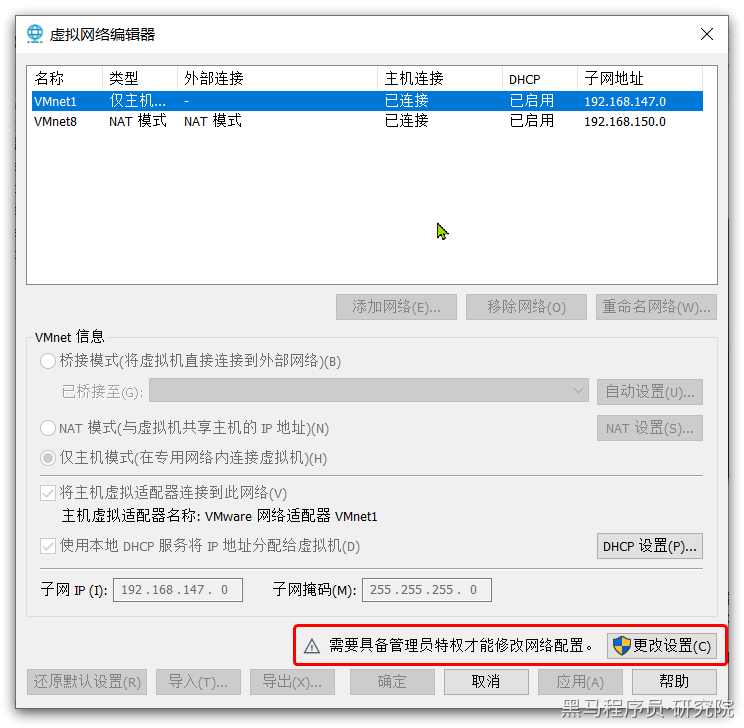 虚拟网络编辑器
名称 类型 外部连接 主机连接 DHCP 子网地址
VMnet1 仅主机... - 已连接 已启用 192.168.147.0
VMnet8 NAT 模式 NAT 模式 已连接 已启用 192.168.150.0
添加网络(E)... 移除网络(O) 重命名网络(W)...
VMnet 信息
桥接模式(将虚拟机直接连接到外部网络)(B)
已桥接至(G): 自动设置(U)...
NAT 模式(与虚拟机共享主机的 IP 地址)(N) NAT 设置(S)...
仅主机模式(在专用网络内连接虚拟机)(H)
将主机虚拟适配器连接到此网络(V)
主机虚拟适配器名称: VMware 网络适配器 VMnet1
使用本地 DHCP 服务将 IP 地址分配给虚拟机(D) DHCP 设置(P)...
子网 IP (I): 192 . 168 . 147 . 0 子网掩码(M): 255 . 255 . 255 . 0
需要具备管理员特权才能修改网络配置。 更改设置(C)
还原默认设置(R) 导入(T)... 导出(X)... 确定 取消 应用(A) 帮助
黑马程序员·研究院